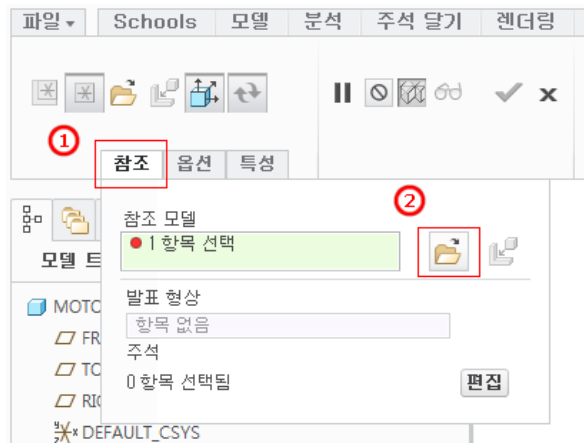 파일 Schools 모델 분석 주석 달기 렌더링
①
참조 옵션 특성
②
참조 모델
1 항목 선택
모델 트
발표 형상
항목 없음
주석
0 항목 선택됨
편집
MOTO
FR
TO
RIG
DEFAULT_CSYS